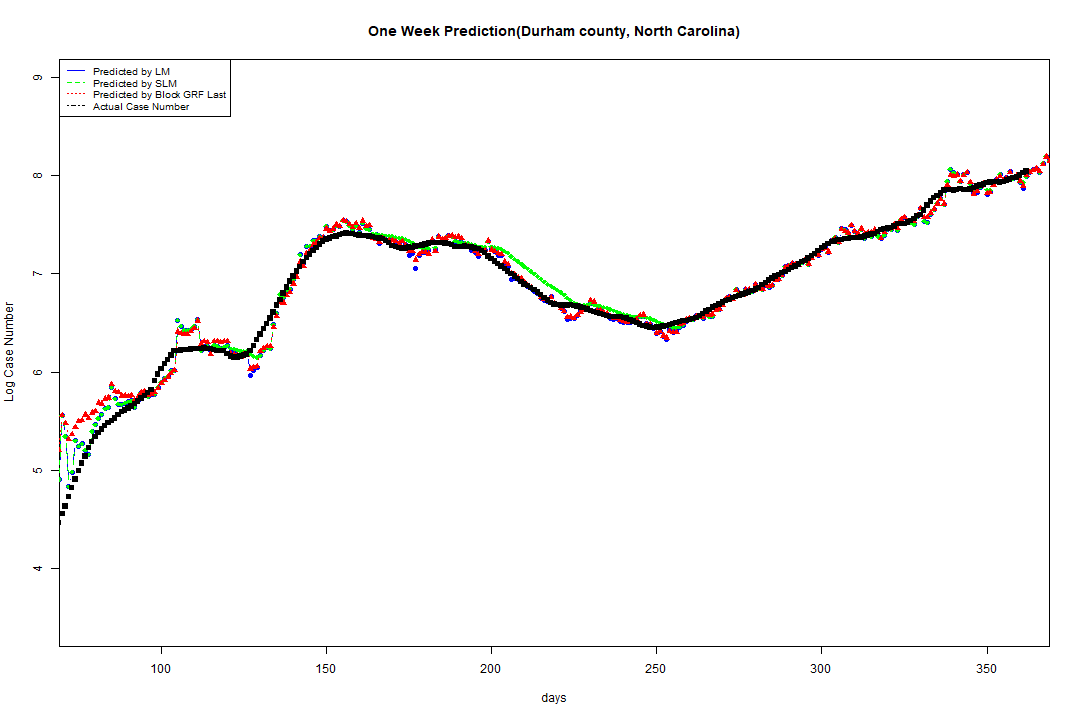 One Week Prediction(Durham county, North Carolina)
Predicted by LM
Predicted by SLM
Predicted by Block GRF Last
Actual Case Number
9
8
7
6
5
4
Log Case Number
100 150 200 250 300 350
days